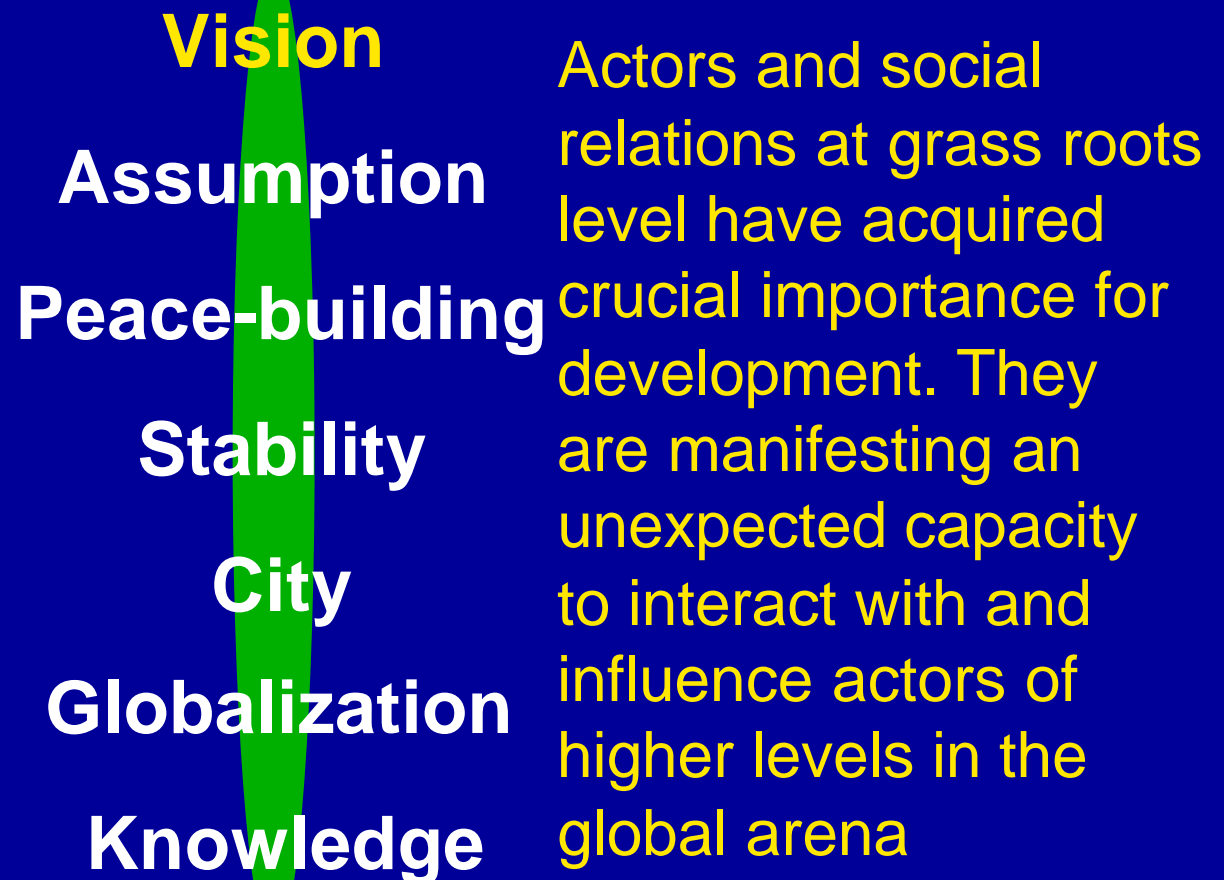 Vision
Assumption
Peace-building
Stability
City
Globalization
Knowledge
Actors and social
relations at grass roots
level have acquired
crucial importance for
development. They
are manifesting an
unexpected capacity
to interact with and
influence actors of
higher levels in the
global arena